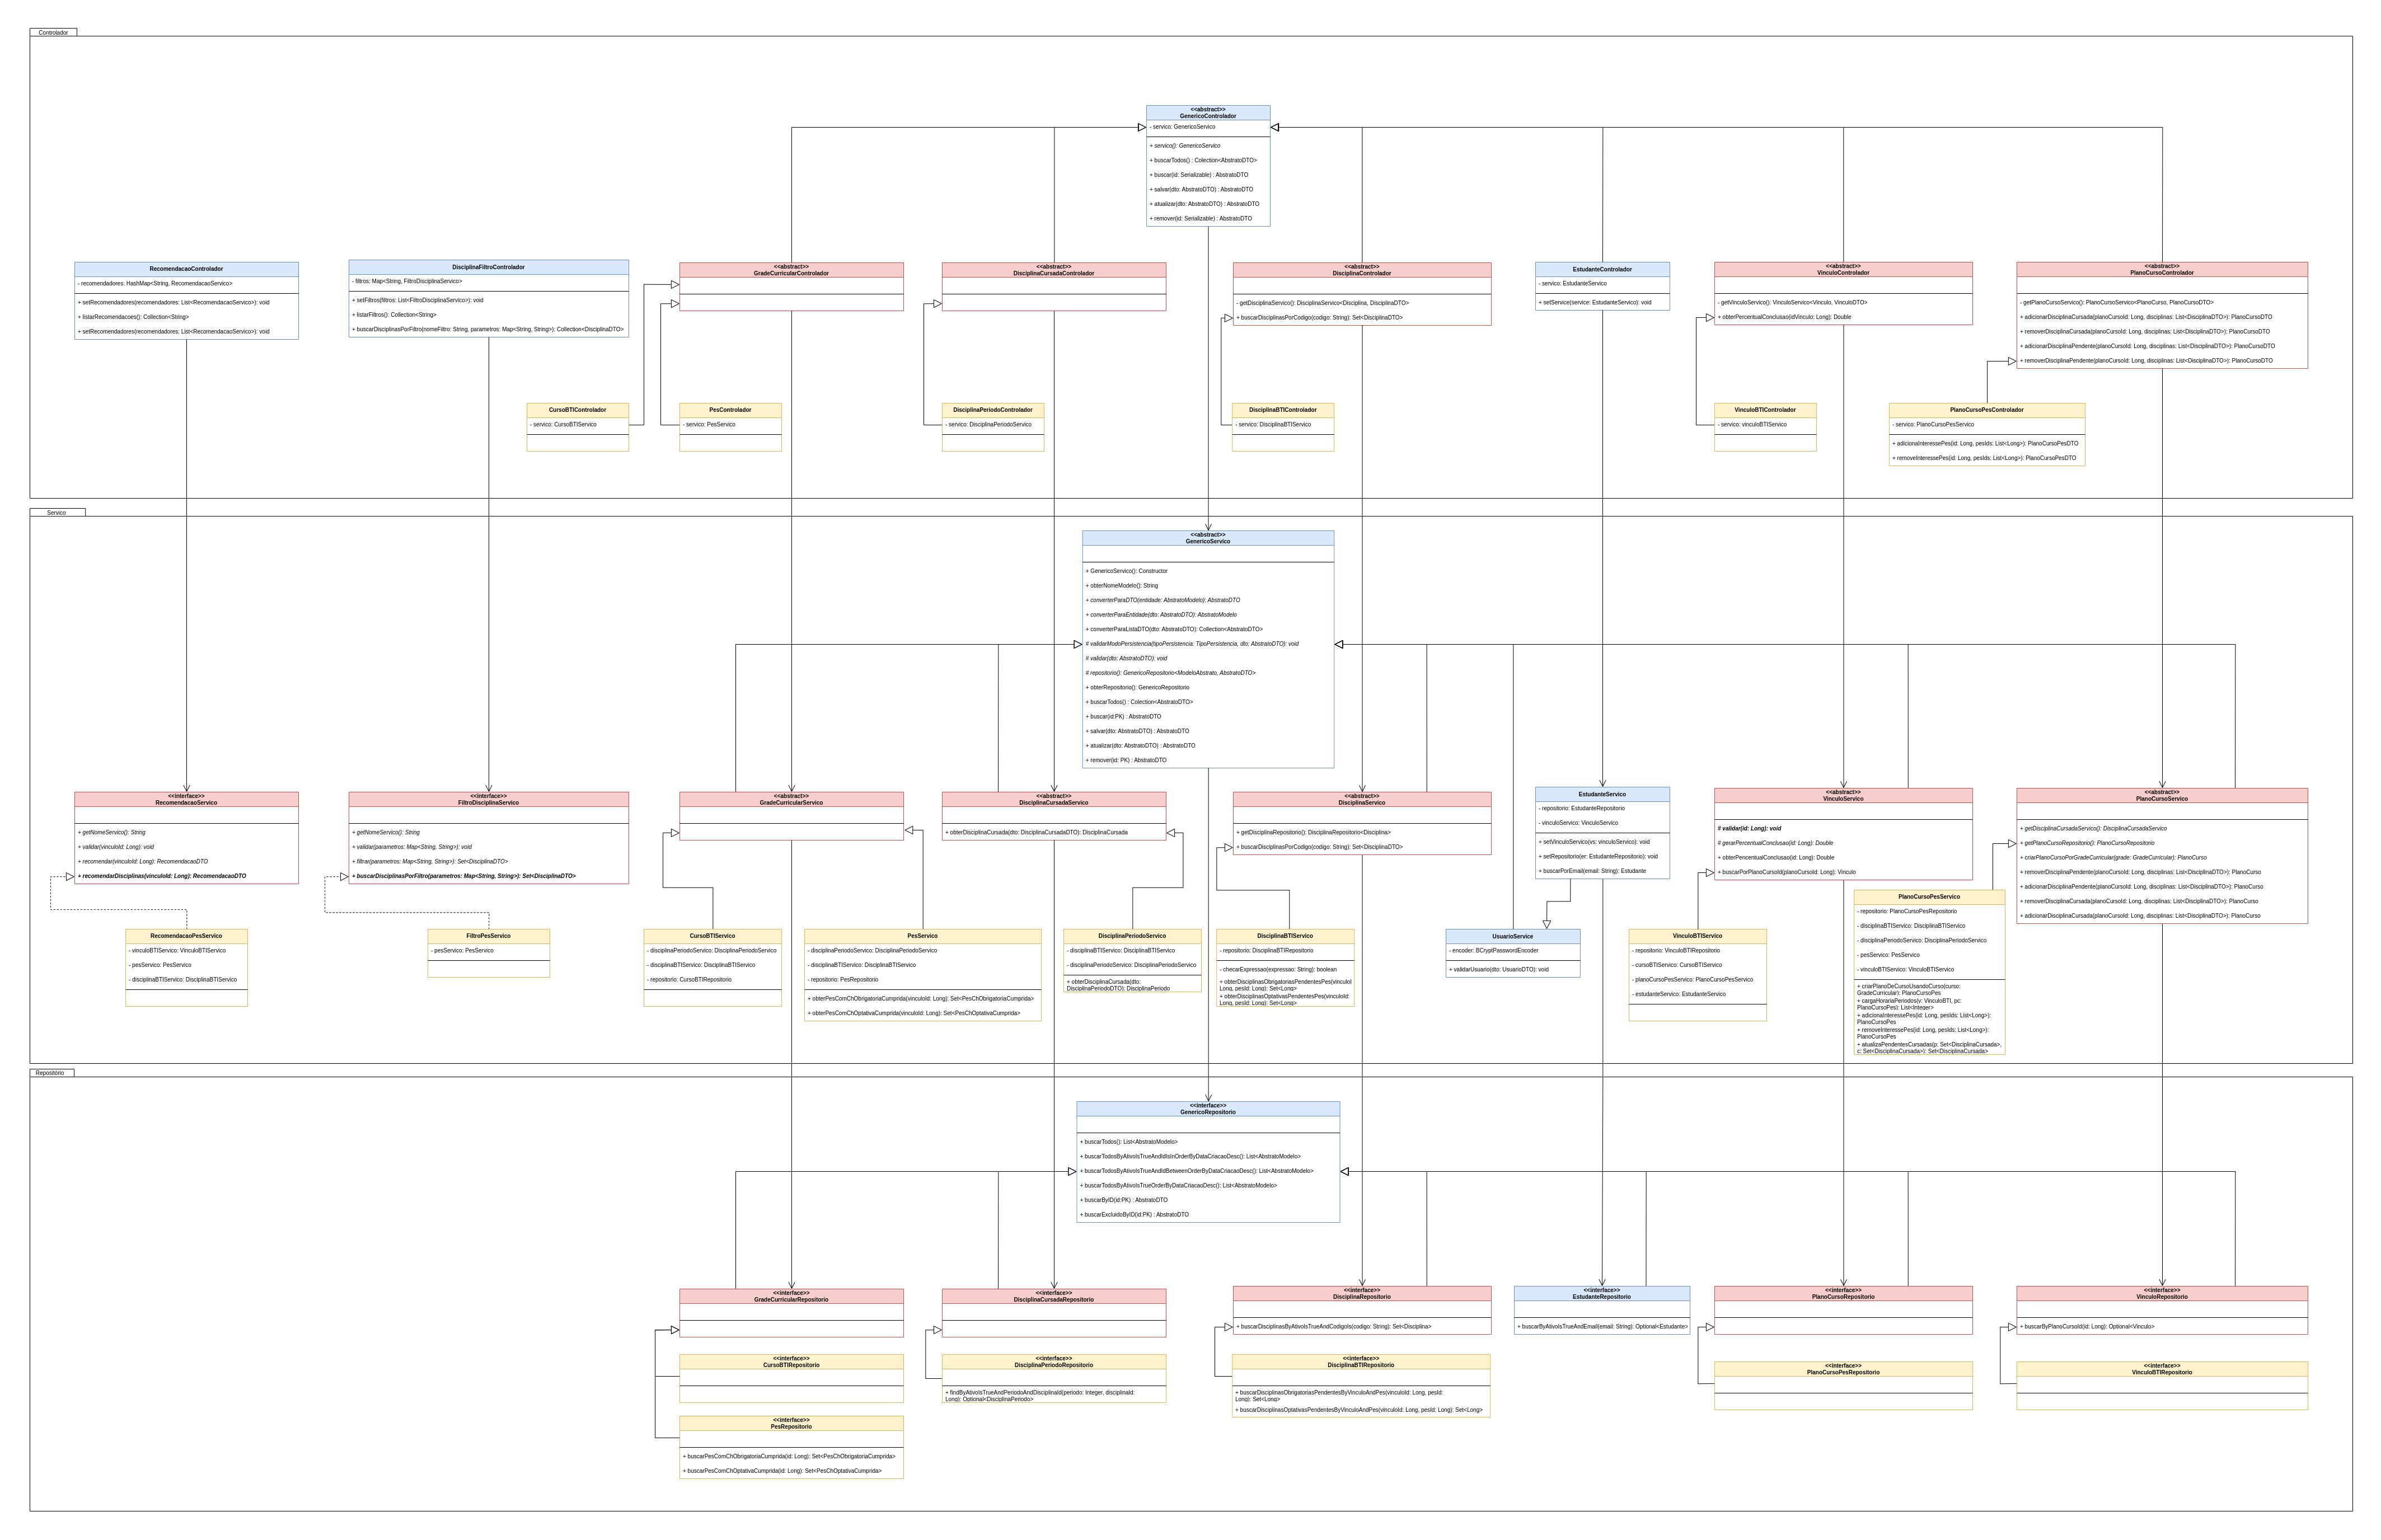 Controlador
<<abstract>>
GenericoControlador
- servico: GenericoServico
+ servico(): GenericoServico
+ buscarTodos() : Colection<AbstratoDTO>
+ buscar(id: Serializable) : AbstratoDTO
+ salvar(dto: AbstratoDTO) : AbstratoDTO
+ atualizar(dto: AbstratoDTO) : AbstratoDTO
+ remover(id: Serializable) : AbstratoDTO
RecomendacaoControlador
- recomendadores: HashMap<String, RecomendacaoServico>
+ setRecomendadores(recomendadores: List<RecomendacaoServico>): void
+ listarRecomendacoes(): Collection<String>
+ setRecomendadores(recomendadores: List<RecomendacaoServico>): void
DisciplinaFiltroControlador
- filtros: Map<String, FiltroDisciplinaServico>
+ setFiltros(filtros: List<FiltroDisciplinaServico>): void
+ listarFiltros(): Collection<String>
+ buscarDisciplinasPorFiltro(nomeFiltro: String, parametros: Map<String, String>): Collection<DisciplinaDTO>
<<abstract>>
GradeCurricularControlador
<<abstract>>
DisciplinaCursadaControlador
<<abstract>>
DisciplinaControlador
- getDisciplinaServico(): DisciplinaServico<Disciplina, DisciplinaDTO>
+ buscarDisciplinasPorCodigo(codigo: String): Set<DisciplinaDTO>
EstudanteControlador
- servico: EstudanteServico
+ setService(service: EstudanteServico): void
<<abstract>>
VinculoControlador
- getVinculoServico(): VinculoServico<Vinculo, VinculoDTO>
+ obterPercentualConclusao(idVinculo: Long): Double
<<abstract>>
PlanoCursoControlador
- getPlanoCursoServico(): PlanoCursoServico<PlanoCurso, PlanoCursoDTO>
+ adicionarDisciplinaCursada(planoCursoId: Long, disciplinas: List<DisciplinaDTO>): PlanoCursoDTO
+ removerDisciplinaCursada(planoCursoId: Long, disciplinas: List<DisciplinaDTO>): PlanoCursoDTO
+ adicionarDisciplinaPendente(planoCursoId: Long, disciplinas: List<DisciplinaDTO>): PlanoCursoDTO
+ removerDisciplinaPendente(planoCursoId: Long, disciplinas: List<DisciplinaDTO>): PlanoCursoDTO
CursoBTIControlador
- servico: CursoBTIServico
PesControlador
- servico: PesServico
DisciplinaPeriodoControlador
- servico: DisciplinaPeriodoServico
DisciplinaBTIControlador
- servico: DisciplinaBTIServico
VinculoBTIControlador
- servico: vinculoBTIServico
PlanoCursoPesControlador
- servico: PlanoCursoPesServico
+ adicionaInteressePes(id: Long, pesIds: List<Long>): PlanoCursoPesDTO
+ removeInteressePes(id: Long, pesIds: List<Long>): PlanoCursoPesDTO
Servico
<<abstract>>
GenericoServico
+ GenericoServico(): Constructor
+ obterNomeModelo(): String
+ converterParaDTO(entidade: AbstratoModelo): AbstratoDTO
+ converterParaEntidade(dto: AbstratoDTO): AbstratoModelo
+ converterParaListaDTO(dto: AbstratoDTO): Collection<AbstratoDTO>
# validarModoPersistencia(tipoPersistencia: TipoPersistencia, dto: AbstratoDTO): void
# validar(dto: AbstratoDTO): void
# repositorio(): GenericoRepositorio<ModeloAbstrato, AbstratoDTO>
+ obterRepositorio(): GenericoRepositorio
+ buscarTodos() : Colection<AbstratoDTO>
+ buscar(id:PK) : AbstratoDTO
+ salvar(dto: AbstratoDTO) : AbstratoDTO
+ atualizar(dto: AbstratoDTO) : AbstratoDTO
+ remover(id: PK) : AbstratoDTO
<<interface>>
RecomendacaoServico
+ getNomeServico(): String
+ validar(vinculoId: Long): void
+ recomendar(vinculoId: Long): RecomendacaoDTO
+ recomendarDisciplinas(vinculoId: Long): RecomendacaoDTO
<<interface>>
FiltroDisciplinaServico
+ getNomeServico(): String
+ validar(parametros: Map<String, String>): void
+ filtrar(parametros: Map<String, String>): Set<DisciplinaDTO>
+ buscarDisciplinasPorFiltro(parametros: Map<String, String>): Set<DisciplinaDTO>
<<abstract>>
GradeCurricularServico
<<abstract>>
DisciplinaCursadaServico
+ obterDisciplinaCursada(dto: DisciplinaCursadaDTO): DisciplinaCursada
<<abstract>>
DisciplinaServico
+ getDisciplinaRepositorio(): DisciplinaRepositorio<Disciplina>
+ buscarDisciplinasPorCodigo(codigo: String): Set<DisciplinaDTO>
EstudanteServico
- repositorio: EstudanteRepositorio
- vinculoServico: VinculoServico
+ setVinculoServico(vs: vinculoServico): void
+ setRepositorio(er: EstudanteRepositorio): void
+ buscarPorEmail(email: String): Estudante
<<abstract>>
VinculoServico
# validar(id: Long): void
# gerarPercentualConclusao(id: Long): Double
+ obterPercentualConclusao(id: Long): Double
+ buscarPorPlanoCursoId(planoCursoId: Long): Vinculo
<<abstract>>
PlanoCursoServico
+ getDisciplinaCursadaServico(): DisciplinaCursadaServico
+ getPlanoCursoRepositorio(): PlanoCursoRepositorio
+ criarPlanoCursoPorGradeCurricular(grade: GradeCurricular): PlanoCurso
+ removerDisciplinaPendente(planoCursoId: Long, disciplinas: List<DisciplinaDTO>): PlanoCurso
+ adicionarDisciplinaPendente(planoCursoId: Long, disciplinas: List<DisciplinaDTO>): PlanoCurso
+ removerDisciplinaCursada(planoCursoId: Long, disciplinas: List<DisciplinaDTO>): PlanoCurso
+ adicionarDisciplinaCursada(planoCursoId: Long, disciplinas: List<DisciplinaDTO>): PlanoCurso
RecomendacaoPesServico
- vinculoBTIServico: VinculoBTIServico
- pesServico: PesServico
- disciplinaBTIServico: DisciplinaBTIServico
FiltroPesServico
- pesServico: PesServico
CursoBTIServico
- disciplinaPeriodoServico: DisciplinaPeriodoServico
- disciplinaBTIServico: DisciplinaBTIServico
- repositorio: CursoBTIRepositorio
PesServico
- disciplinaPeriodoServico: DisciplinaPeriodoServico
- disciplinaBTIServico: DisciplinaBTIServico
- repositorio: PesRepositorio
+ obterPesComChObrigatoriaCumprida(vinculoId: Long): Set<PesChObrigatoriaCumprida>
+ obterPesComChOptativaCumprida(vinculoId: Long): Set<PesChOptativaCumprida>
DisciplinaPeriodoServico
- disciplinaBTIServico: DisciplinaBTIServico
- disciplinaPeriodoServico: DisciplinaPeriodoServico
+ obterDisciplinaCursada(dto:
DisciplinaPeriodoDTO): DisciplinaPeriodo
DisciplinaBTIServico
- repositorio: DisciplinaBTIRepositorio
- checarExpressao(expressao: String): boolean
+ obterDisciplinasObrigatoriasPendentesPes(vinculoI
Long, pesId: Long): Set<Long>
+ obterDisciplinasOptativasPendentesPes(vinculoId:
Long, pesId: Long): Set<Long>
UsuarioService
- encoder: BCryptPasswordEncoder
+ validarUsuario(dto: UsuarioDTO): void
VinculoBTIServico
- repositorio: VinculoBTIRepositorio
- cursoBTIServico: CursoBTIServico
- planoCursoPesServico: PlanoCursoPesServico
- estudanteServico: EstudanteServico
PlanoCursoPesServico
- repositorio: PlanoCursoPesRepositorio
- disciplinaBTIServico: DisciplinaBTIServico
- disciplinaPeriodoServico: DisciplinaPeriodoServico
- pesServico: PesServico
- vinculoBTIServico: VinculoBTIServico
+ criarPlanoDeCursoUsandoCurso(curso:
GradeCurricular): PlanoCursoPes
+ cargaHorariaPeriodos(v: VinculoBTI, pc:
PlanoCursoPes): List<Integer>
+ adicionaInteressePes(id: Long, pesIds: List<Long>):
PlanoCursoPes
+ removeInteressePes(id: Long, pesIds: List<Long>):
PlanoCursoPes
+ atualizaPendentesCursadas(p: Set<DisciplinaCursada>,
c: Set<DisciplinaCursada>): Set<DisciplinaCursada>
Repositório
<<interface>>
GenericoRepositorio
+ buscarTodos(): List<AbstratoModelo>
+ buscarTodosByAtivoIsTrueAndIdIsInOrderByDataCriacaoDesc(): List<AbstratoModelo>
+ buscarTodosByAtivoIsTrueAndIdBetweenOrderByDataCriacaoDesc(): List<AbstratoModelo>
+ buscarTodosByAtivoIsTrueOrderByDataCriacaoDesc(): List<AbstratoModelo>
+ buscarByID(id:PK) : AbstratoDTO
+ buscarExcluidoByID(id:PK) : AbstratoDTO
<<interface>>
GradeCurricularRepositorio
<<interface>>
DisciplinaCursadaRepositorio
<<interface>>
DisciplinaRepositorio
+ buscarDisciplinasByAtivoIsTrueAndCodigoIs(codigo: String): Set<Disciplina>
<<interface>>
EstudanteRepositorio
+ buscarByAtivoIsTrueAndEmail(email: String): Optional<Estudante>
<<interface>>
PlanoCursoRepositorio
<<interface>>
VinculoRepositorio
+ buscarByPlanoCursoId(id: Long): Optional<Vinculo>
<<interface>>
CursoBTIRepositorio
<<interface>>
DisciplinaPeriodoRepositorio
+ findByAtivoIsTrueAndPeriodoAndDisciplinaId(periodo: Integer, disciplinaId:
Long): Optional<DisciplinaPeriodo>
<<interface>>
DisciplinaBTIRepositorio
+ buscarDisciplinasObrigatoriasPendentesByVinculoAndPes(vinculoId: Long, pesId:
Long): Set<Long>
+ buscarDisciplinasOptativasPendentesByVinculoAndPes(vinculoId: Long, pesId: Long): Set<Long>
<<interface>>
PlanoCursoPesRepositorio
<<interface>>
VinculoBTIRepositorio
<<interface>>
PesRepositorio
+ buscarPesComChObrigatoriaCumprida(id: Long): Set<PesChObrigatoriaCumprida>
+ buscarPesComChOptativaCumprida(id: Long): Set<PesChOptativaCumprida>